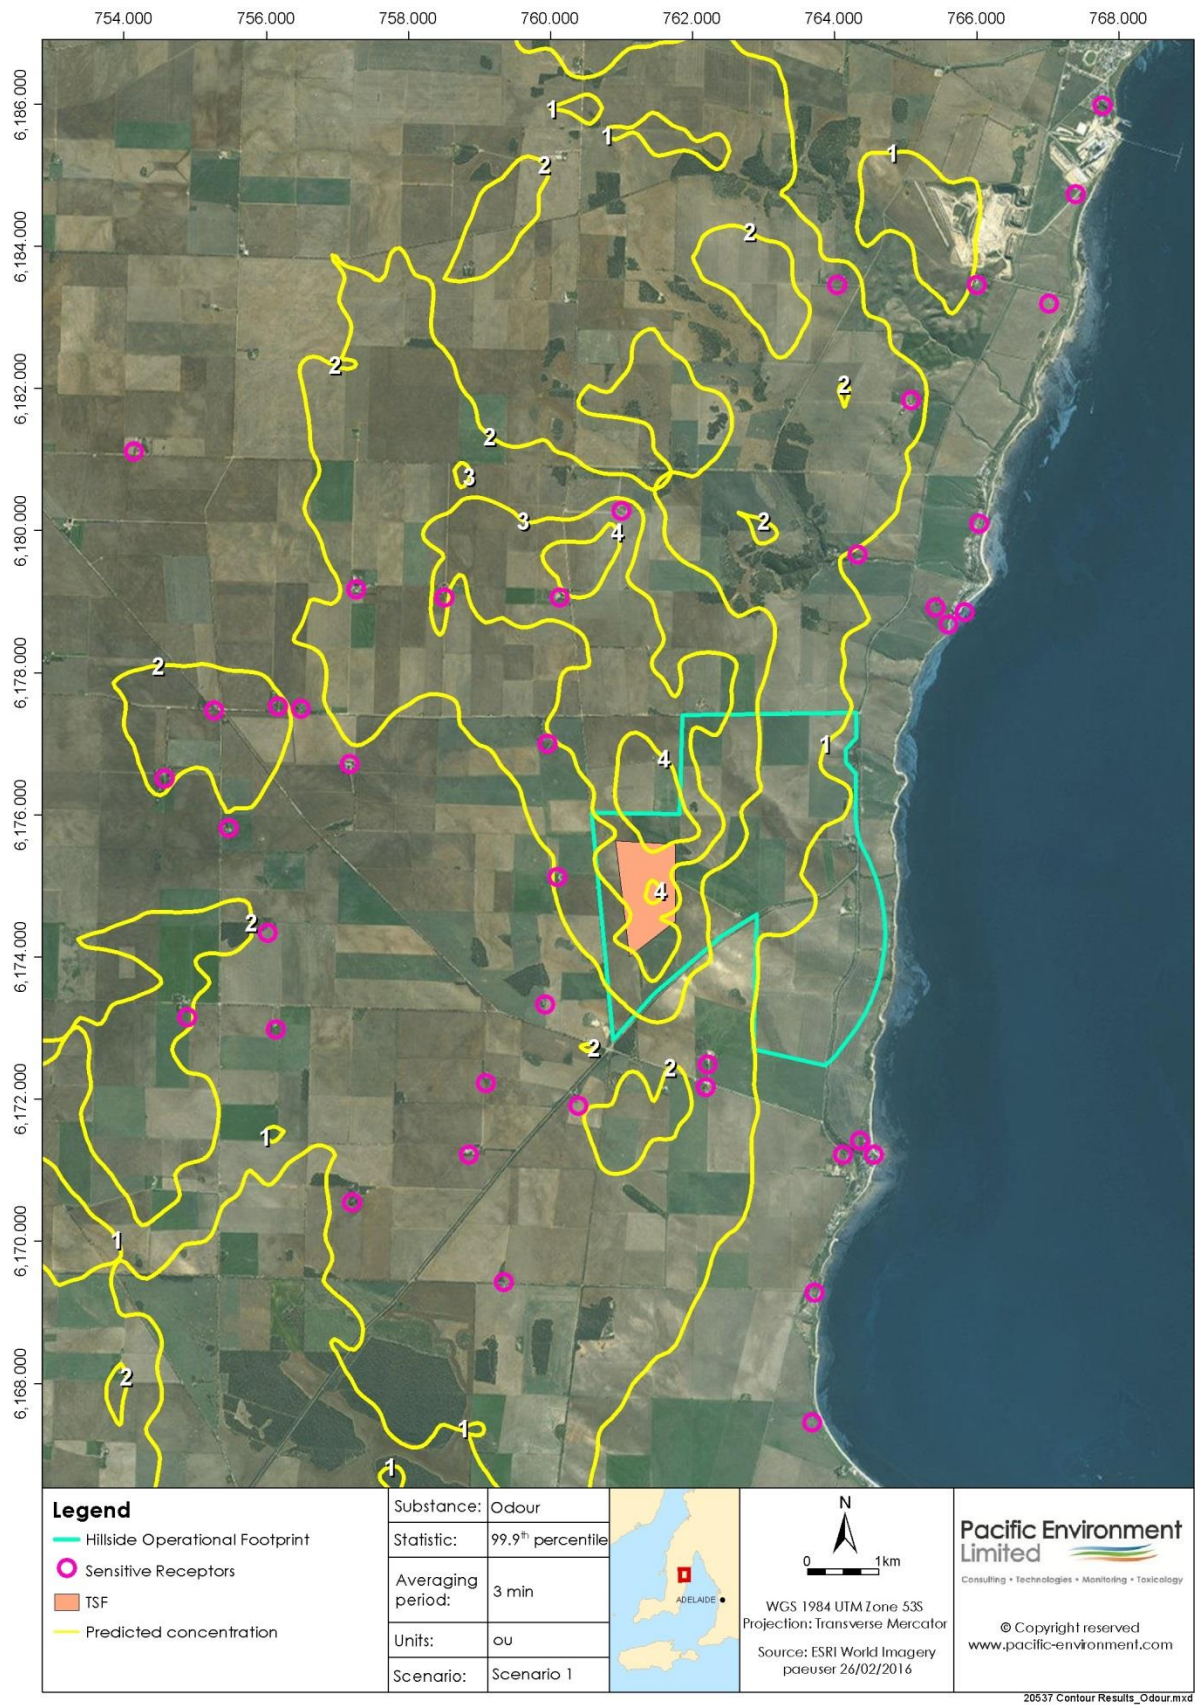 754.000 756.000 758.000 760.000 762.000 764.000 766.000 768.000
6,186.000
6,184.000
6,182.000
6,180.000
6,178.000
6,176.000
6,174.000
6,172.000
6,170.000
6,168.000
1
1
1
2
2
2
2
2
3
3
2
4
2
4
1
4
2
2
2
1
1
2
1
1
Legend
Hillside Operational Footprint
Sensitive Receptors
TSF
Predicted concentration
Substance: Odour
Statistic: 99.9th percentile
Averaging period: 3 min
Units: ou
Scenario: Scenario 1
ADELAIDE
N
0 1km
WGS 1984 UTM Zone 53S
Projection: Transverse Mercator
Source: ESRI World Imagery
paeuser 26/02/2016
Pacific Environment
Limited
Consulting • Technologies • Monitoring • Toxicology
© Copyright reserved
www.pacific-environment.com
20537 Contour Results_Odour.mxd